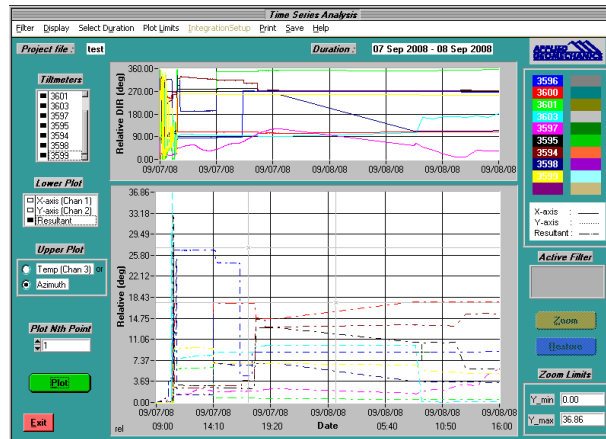 Time Series Analysis
Filter Display Select Duration Plot Limits IntegrationSetup Print Save Help
Project file : test
Duration : 07 Sep 2008 - 08 Sep 2008
APPLIED
GEOMECHANICS
Tiltmeters
3601
3603
3597
3595
3594
3598
3599
Lower Plot
X-axis (Chan 1)
Y-axis (Chan 2)
Resultant
Upper Plot
Temp (Chan 3) or
Azimuth
Plot Nth Point
1
Plot
Exit
Relative DIR (deg)
360.00
270.00
180.00
90.00
0.00
09/07/08 09/07/08 09/07/08 09/08/08 09/08/08 09/08/08 09/08/08
Relative (deg)
36.86
33.18
29.49
25.80
22.12
18.43
14.75
11.06
7.37
3.69
0.00
09/07/08 09/07/08 09/07/08 09/08/08 09/08/08 09/08/08 09/08/08
rel 09:00 14:10 19:20 Date 05:40 10:50 16:00
3596
3600
3601
3603
3597
3595
3594
3598
3599
X-axis :
Y-axis :
Resultant :
Active Filter
Zoom
Restore
Zoom Limits
Y_min 0.00
Y_max 36.86